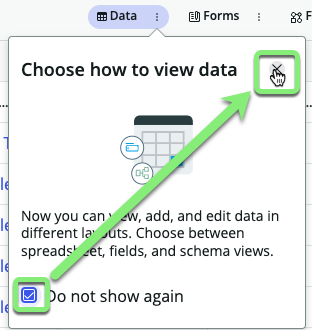 Data Forms F
Choose how to view data
Now you can view, add, and edit data in
different layouts. Choose between
spreadsheet, fields, and schema views.
Do not show again